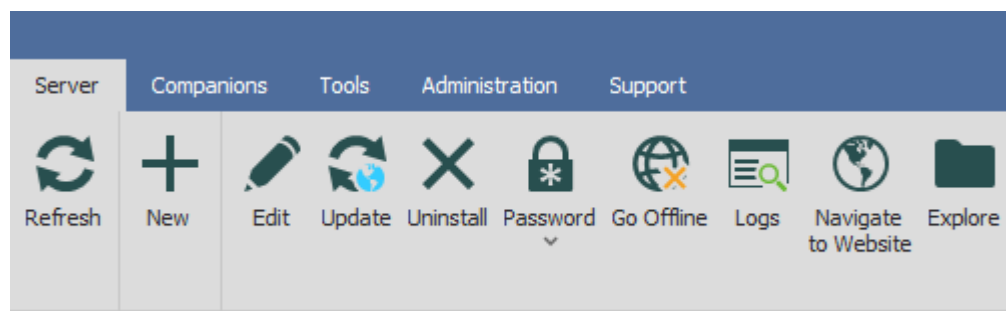 Server Companions Tools Administration Support
Refresh New Edit Update Uninstall Password Go Offline Logs Navigate Explore
to Website